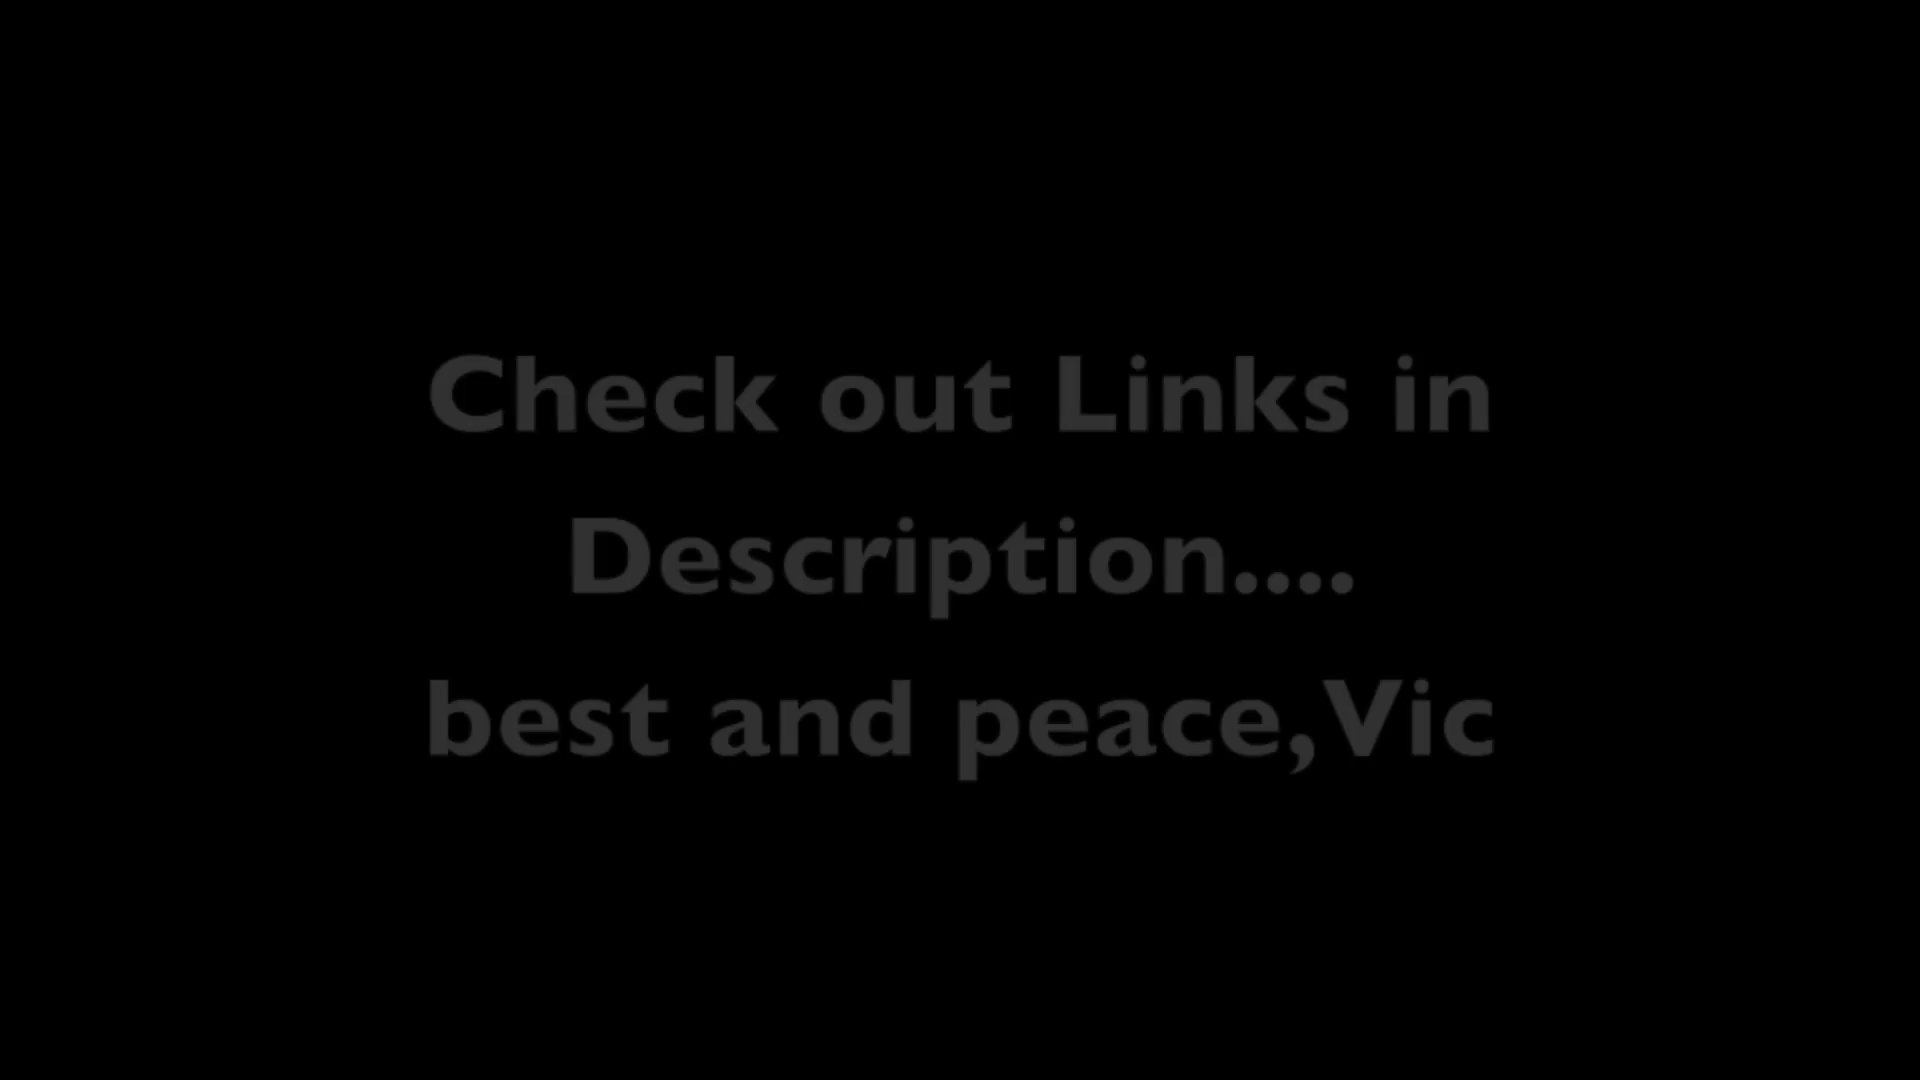 Check out Links in
Description....
best and peace,Vic